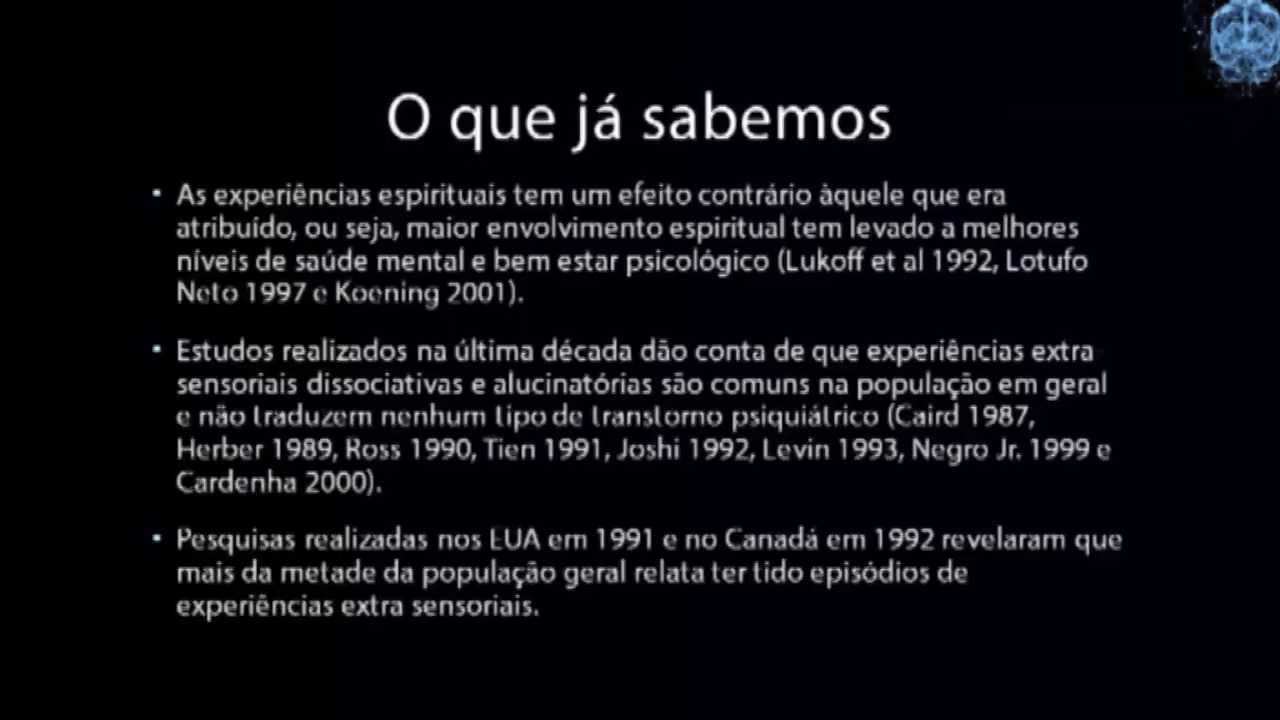 O que já sabemos
▪ As experiências espirituais tem um efeito contrário àquele que era
atribuído, ou seja, maior envolvimento espiritual tem levado a melhores
níveis de saúde mental e bem estar psicológico (Lukoff et al 1992, Lotufo
Neto 1997 e Koening 2001).
▪ Estudos realizados na última década dão conta de que experiências extra
sensoriais dissociativas e alucinatórias são comuns na população em geral
e não traduzem nenhum tipo de transtorno psiquiátrico (Caird 1987,
Herber 1989, Ross 1990, Tien 1991, Joshi 1992, Levin 1993, Negro Jr. 1999 e
Cardenha 2000).
▪ Pesquisas realizadas nos EUA em 1991 e no Canadá em 1992 revelaram que
mais da metade da população geral relata ter tido episódios de
experiências extra sensoriais.